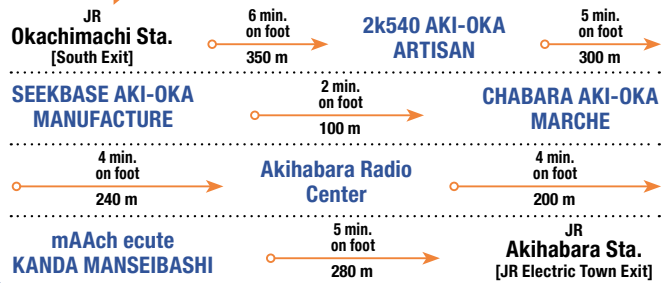 JR
Okachimachi Sta.
[South Exit]
6 min.
on foot
350 m
2k540 AKI-OKA
ARTISAN
5 min.
on foot
300 m
SEEKBASE AKI-OKA
MANUFACTURE
2 min.
on foot
100 m
CHABARA AKI-OKA
MARCHE
4 min.
on foot
240 m
Akihabara Radio
Center
4 min.
on foot
200 m
mAAch ecute
KANDA MANSEIBASHI
5 min.
on foot
280 m
JR
Akihabara Sta.
[JR Electric Town Exit]